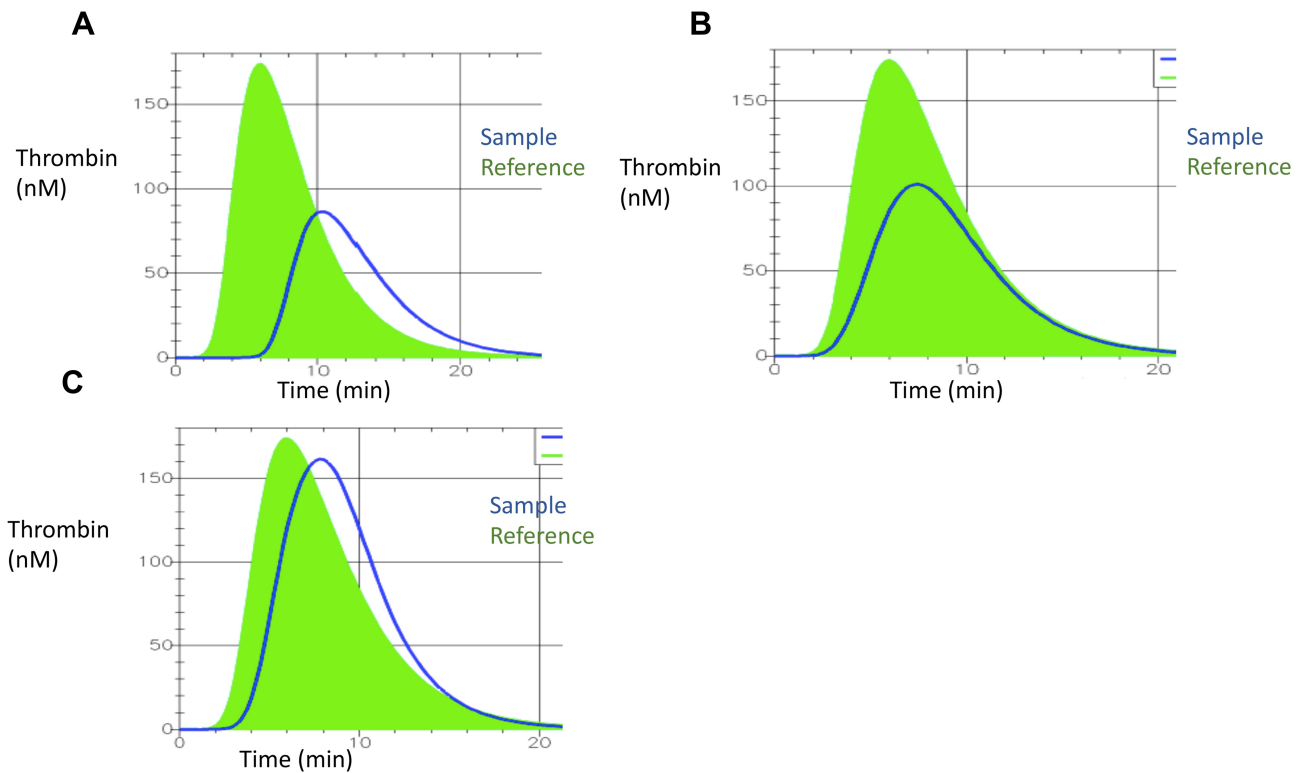 A
Thrombin
(nM)
150
100
50
0
0
10
20
Time (min)
Sample
Reference
B
Thrombin
(nM)
150
100
50
0
0
10
20
Time (min)
Sample
Reference
C
Thrombin
(nM)
150
100
50
0
0
10
20
Time (min)
Sample
Reference